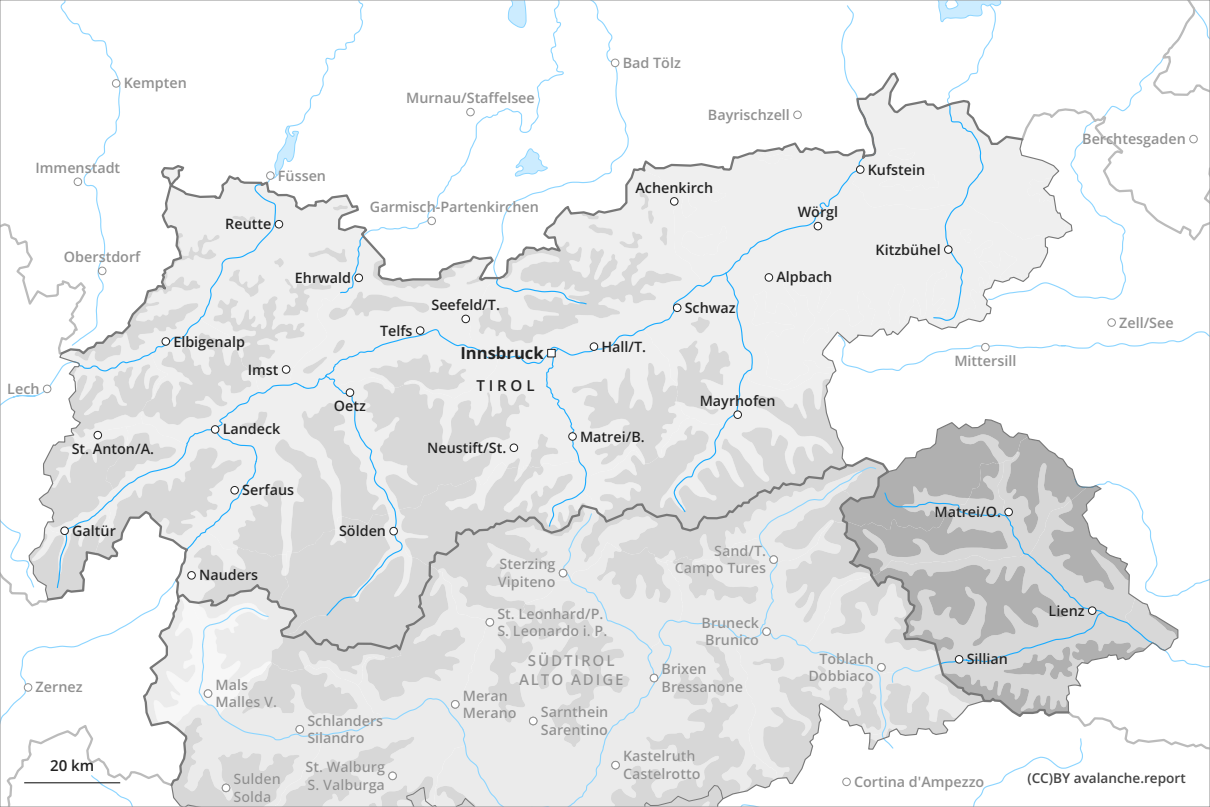 Kempten
Bad Tölz
Murnau/Staffelsee
Bayrischzell
Berchtesgaden
Immenstadt
Füssen
Kufstein
Achenkirch
Garmisch-Partenkirchen
Wörgl
Reutte
Kitzbühel
Oberstdorf
Ehrwald
Alpbach
Seefeld/T.
Schwaz
Zell/See
Telfs
Elbigenalp
Innsbruck
Hall/T.
Mittersill
Imst
TIROL
Lech
Oetz
Mayrhofen
Landeck
Matrei/B.
St. Anton/A.
Neustift/St.
Serfaus
Matrei/O.
Galtür
Sölden
Sand/T.
Campo Tures
Sterzing
Vipiteno
Nauders
Lienz
St. Leonhard/P.
S. Leonardo i. P.
Bruneck
Brunico
SÜDTIROL
ALTO ADIGE
Toblach
Dobbiaco
Sillian
Brixen
Bressanone
Zernez
Mals
Malles V.
Meran
Merano
Sarnthein
Sarentino
Schlanders
Silandro
Kastelruth
Castelrotto
20 km
St. Walburg
S. Valburga
Sulden
Solda
Cortina d'Ampezzo
(CC)BY avalanche.report